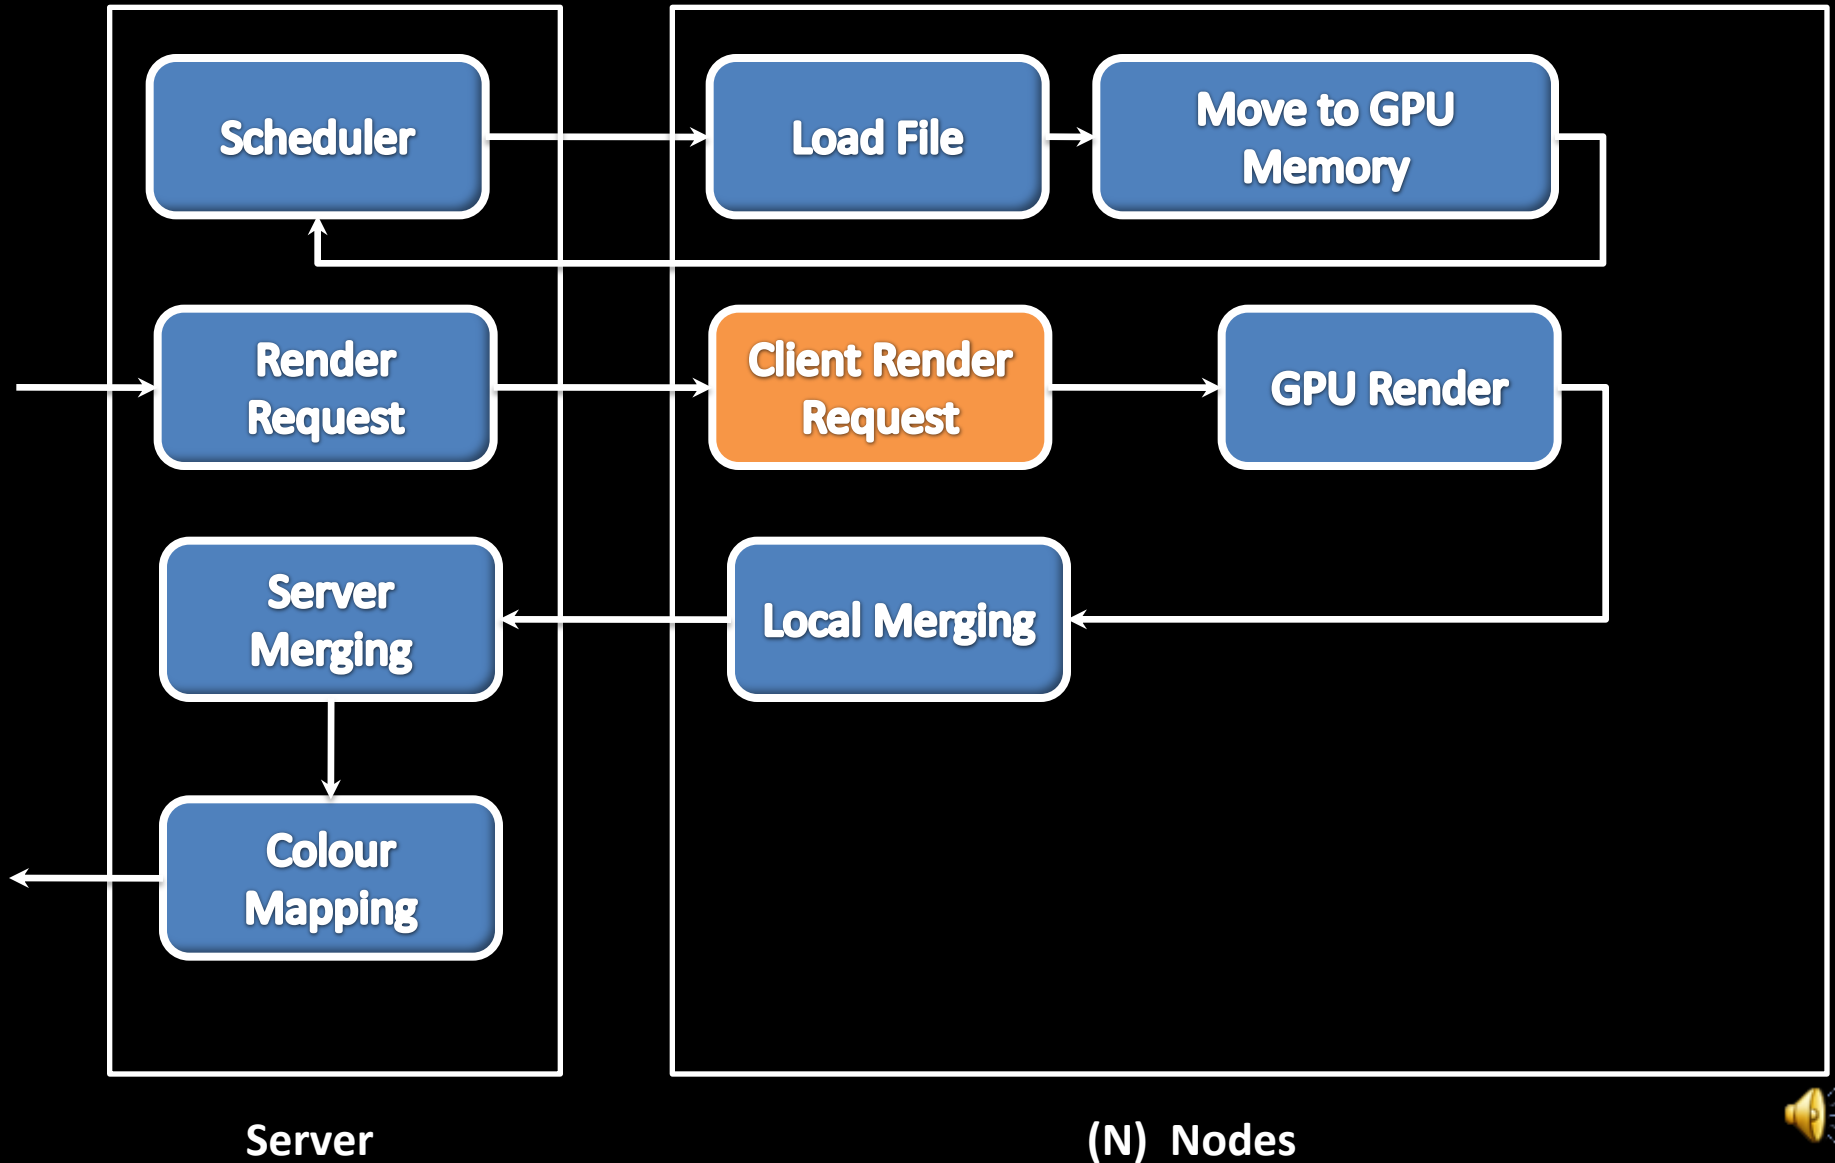 Scheduler
Load File
Move to GPU
Memory
Render
Request
Client Render
Request
GPU Render
Server
Merging
Local Merging
Colour
Mapping
Server
(N) Nodes